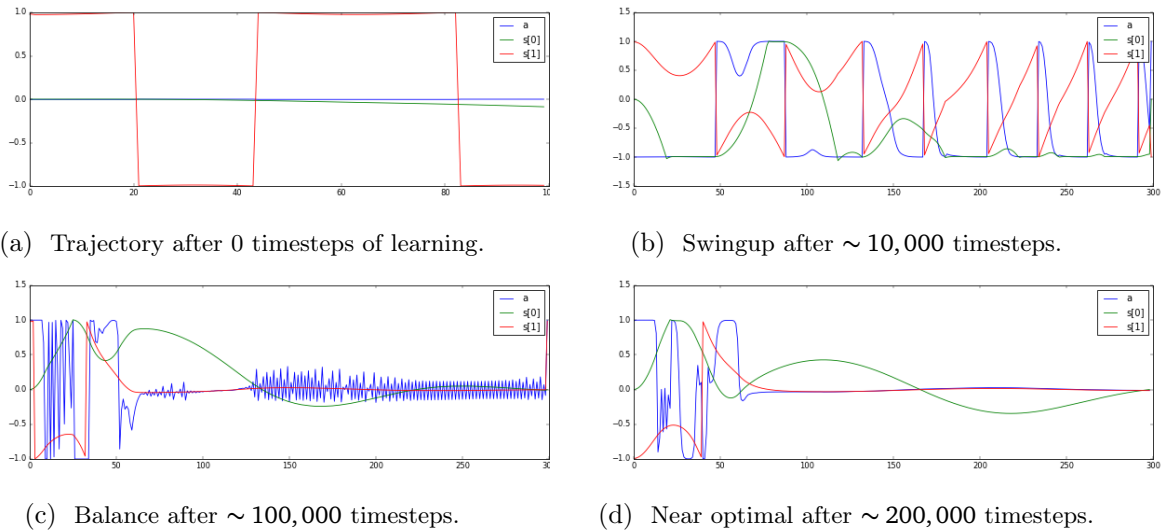 1.0
0.5
0.0
−0.5
−1.0
0 20 40 60 80 100
a
s[0]
s[1]
(a) Trajectory after 0 timesteps of learning.
1.5
1.0
0.5
0.0
−0.5
−1.0
−1.5
0 50 100 150 200 250 300
a
s[0]
s[1]
(b) Swingup after ∼ 10,000 timesteps.
1.5
1.0
0.5
0.0
−0.5
−1.0
0 50 100 150 200 250 300
a
s[0]
s[1]
(c) Balance after ∼ 100,000 timesteps.
1.5
1.0
0.5
0.0
−0.5
−1.0
0 50 100 150 200 250 300
a
s[0]
s[1]
(d) Near optimal after ∼ 200,000 timesteps.